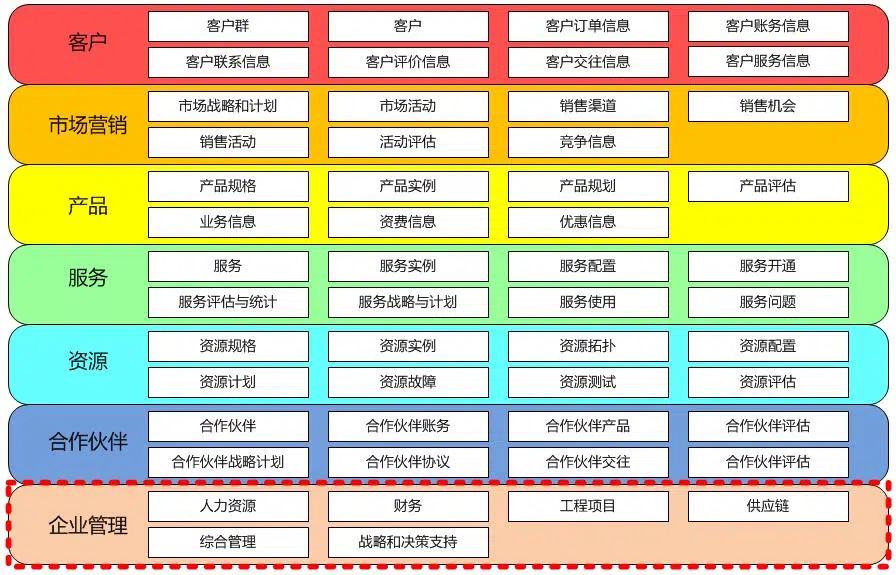 客户
客户群 客户 客户订单信息 客户账务信息
客户联系信息 客户评价信息 客户交往信息 客户服务信息
市场营销
市场战略和计划 市场活动 销售渠道 销售机会
销售活动 活动评估 竞争信息
产品
产品规格 产品实例 产品规划 产品评估
业务信息 资费信息 优惠信息
服务
服务 服务实例 服务配置 服务开通
服务评估与统计 服务战略与计划 服务使用 服务问题
资源
资源规格 资源实例 资源拓扑 资源配置
资源计划 资源故障 资源测试 资源评估
合作伙伴
合作伙伴 合作伙伴账务 合作伙伴产品 合作伙伴评估
合作伙伴战略计划 合作伙伴协议 合作伙伴交往 合作伙伴评估
企业管理
人力资源 财务 工程项目 供应链
综合管理 战略和决策支持